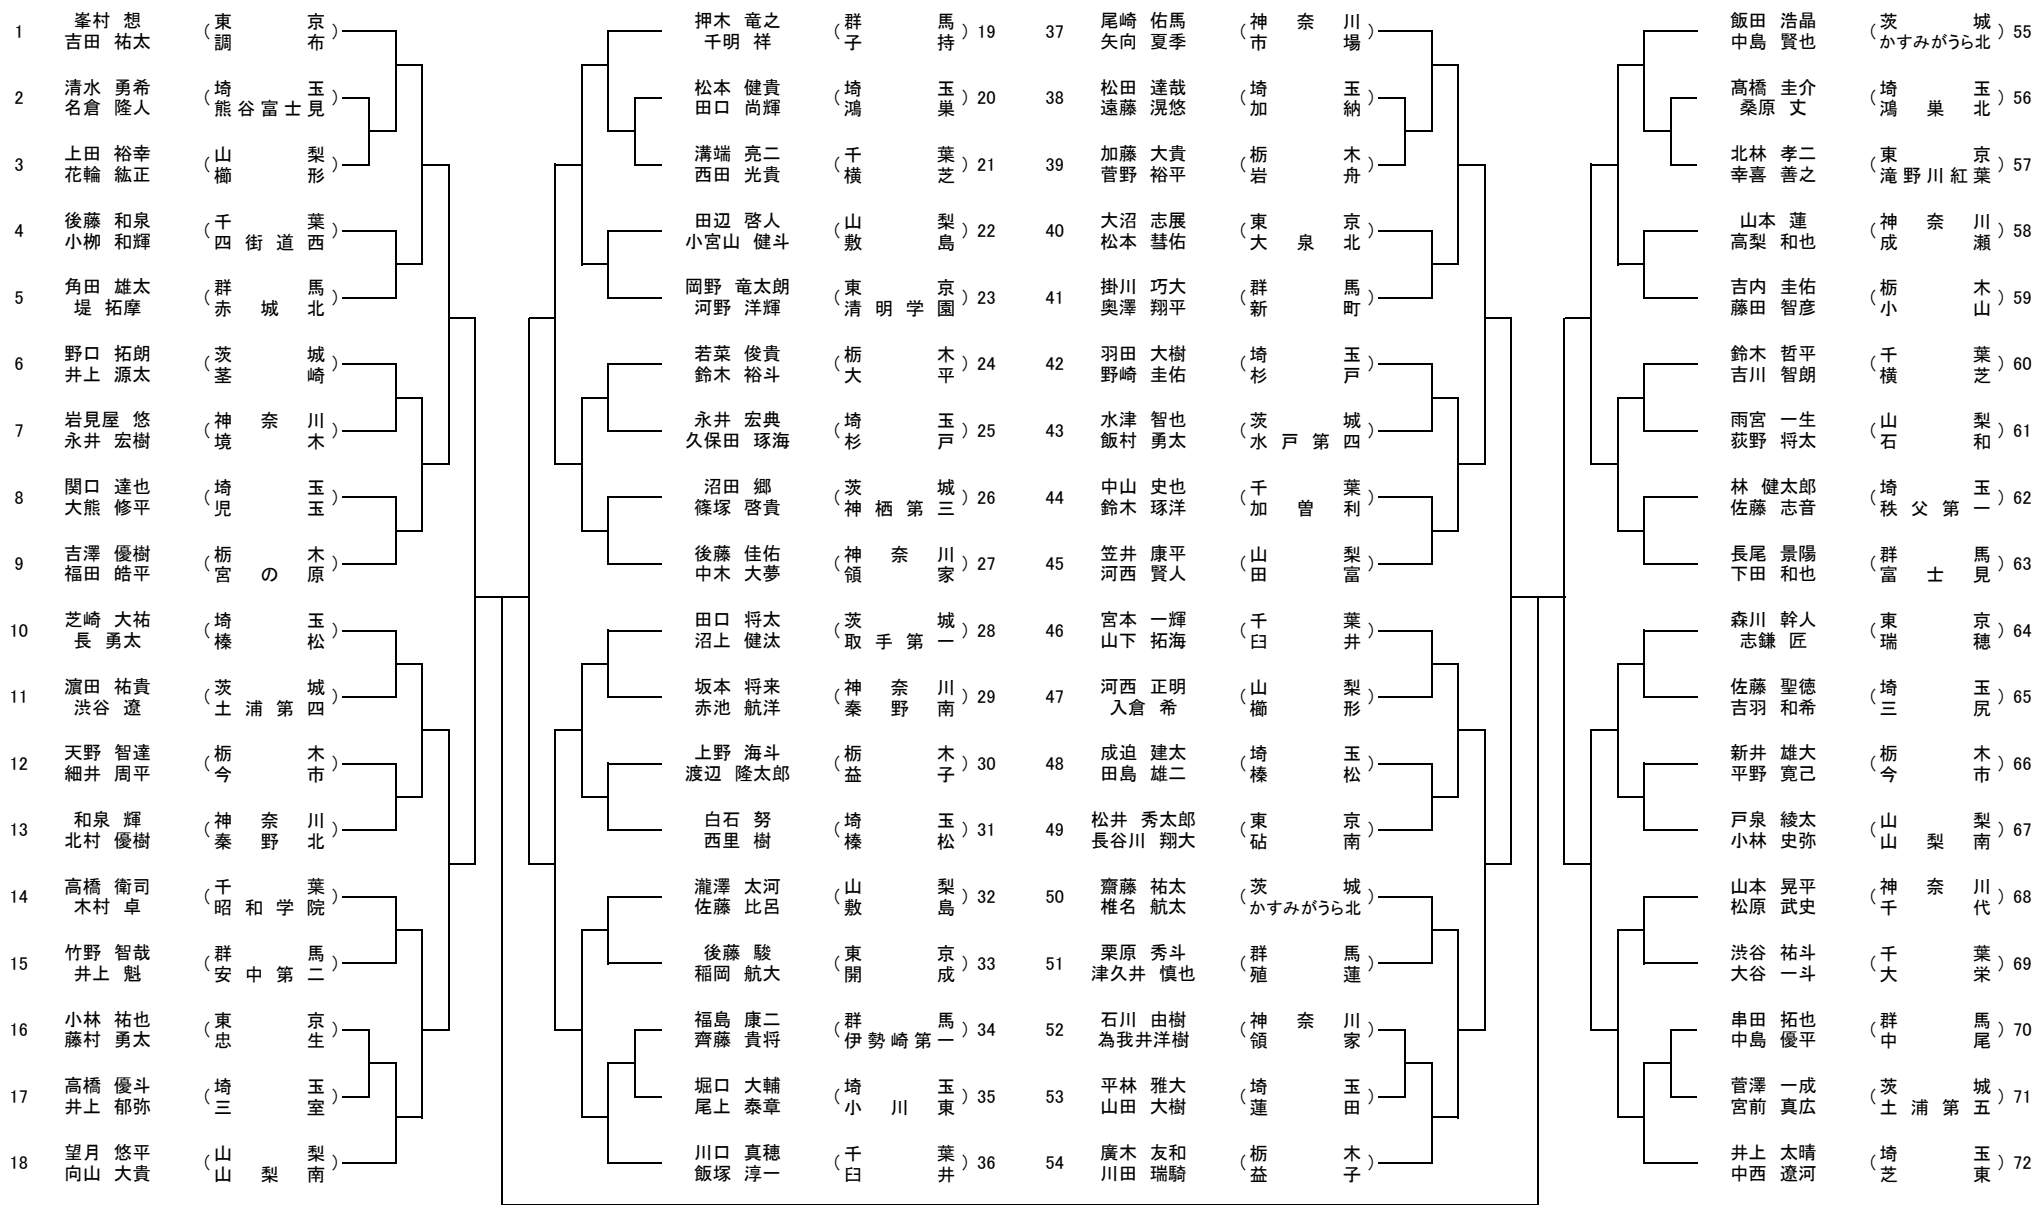 1 峯村 想 (東京
吉田 祐太 調布)
2 清水 勇希 (埼玉
名倉 隆人 熊谷富士見)
3 上田 裕幸 (山梨
花輪 紘正 櫛形)
4 後藤 和泉 (千葉
小栁 和輝 四街道西)
5 角田 雄太 (群馬
堤 拓摩 赤城北)
6 野口 拓朗 (茨城
井上 源太 茎崎)
7 岩見屋 悠 (神奈川
永井 宏樹 境木)
8 関口 達也 (埼玉
大熊 修平 児玉)
9 吉澤 優樹 (栃木
福田 皓平 宮の原)
10 芝崎 大祐 (埼玉
長 勇太 榛松)
11 濵田 祐貴 (茨城
渋谷 遼 土浦第四)
12 天野 智達 (栃木
細井 周平 今市)
13 和泉 輝 (神奈川
北村 優樹 秦野北)
14 高橋 衛司 (千葉
木村 卓 昭和学院)
15 竹野 智哉 (群馬
井上 魁 安中第二)
16 小林 祐也 (東京
藤村 勇太 忠生)
17 高橋 優斗 (埼玉
井上 郁弥 三室)
18 望月 悠平 (山梨
向山 大貴 山梨南)
押木 竜之 (群馬) 19
千明 祥 子持
松本 健貴 (埼玉) 20
田口 尚輝 鴻巣
溝端 亮二 (千葉) 21
西田 光貴 横芝
田辺 啓人 (山梨) 22
小宮山 健斗 敷島
岡野 竜太朗 (東京) 23
河野 洋輝 清明学園
若菜 俊貴 (栃木) 24
鈴木 裕斗 大平
永井 宏典 (埼玉) 25
久保田 琢海 杉戸
沼田 郷 (茨城) 26
篠塚 啓貴 神栖第三
後藤 佳佑 (神奈川) 27
中木 大夢 領家
田口 将太 (茨城) 28
沼上 健汰 取手第一
坂本 将来 (神奈川) 29
赤池 航洋 秦野南
上野 海斗 (栃木) 30
渡辺 隆太郎 益子
白石 努 (埼玉) 31
西里 樹 榛松
瀧澤 太河 (山梨) 32
佐藤 比呂 敷島
後藤 駿 (東京) 33
稲岡 航大 開成
福島 康二 (群馬) 34
齊藤 貴将 伊勢崎第一
堀口 大輔 (埼玉) 35
尾上 泰章 小川東
川口 真穂 (千葉) 36
飯塚 淳一 臼井
37 尾崎 佑馬 (神奈川
矢向 夏季 市場)
38 松田 達哉 (埼玉
遠藤 滉悠 加納)
39 加藤 大貴 (栃木
菅野 裕平 岩舟)
40 大沼 志展 (東京
松本 彗佑 大泉北)
41 掛川 巧大 (群馬
奥澤 翔平 新町)
42 羽田 大樹 (埼玉
野崎 圭佑 杉戸)
43 水津 智也 (茨城
飯村 勇太 水戸第四)
44 中山 史也 (千葉
鈴木 琢洋 加曽利)
45 笠井 康平 (山梨
河西 賢人 田富)
46 宮本 一輝 (千葉
山下 拓海 臼井)
47 河西 正明 (山梨
入倉 希 櫛形)
48 成迫 建太 (埼玉
田島 雄二 榛松)
49 松井 秀太郎 (東京
長谷川 翔大 砧南)
50 齋藤 祐太 (茨城
椎名 航太 かすみがうら北)
51 栗原 秀斗 (群馬
津久井 慎也 殖蓮)
52 石川 由樹 (神奈川
為我井洋樹 領家)
53 平林 雅大 (埼玉
山田 大樹 蓮田)
54 廣木 友和 (栃木
川田 瑞騎 益子)
飯田 浩晶 (茨城) 55
中島 賢也 かすみがうら北
髙橋 圭介 (埼玉) 56
桑原 丈 鴻巣北
北林 孝二 (東京) 57
幸喜 善之 滝野川紅葉
山本 蓮 (神奈川) 58
高梨 和也 成瀬
吉内 圭佑 (栃木) 59
藤田 智彦 小山
鈴木 哲平 (千葉) 60
吉川 智朗 横芝
雨宮 一生 (山梨) 61
荻野 将太 石和
林 健太郎 (埼玉) 62
佐藤 志音 秩父第一
長尾 景陽 (群馬) 63
下田 和也 富士見
森川 幹人 (東京) 64
志鎌 匠 瑞穂
佐藤 聖徳 (埼玉) 65
吉羽 和希 三尻
新井 雄大 (栃木) 66
平野 寛己 今市
戸泉 綾太 (山梨) 67
小林 史弥 山梨南
山本 晃平 (神奈川) 68
松原 武史 千代
渋谷 祐斗 (千葉) 69
大谷 一斗 大栄
串田 拓也 (群馬) 70
中島 優平 中尾
菅澤 一成 (茨城) 71
宮前 真広 土浦第五
井上 太晴 (埼玉) 72
中西 遼河 芝東